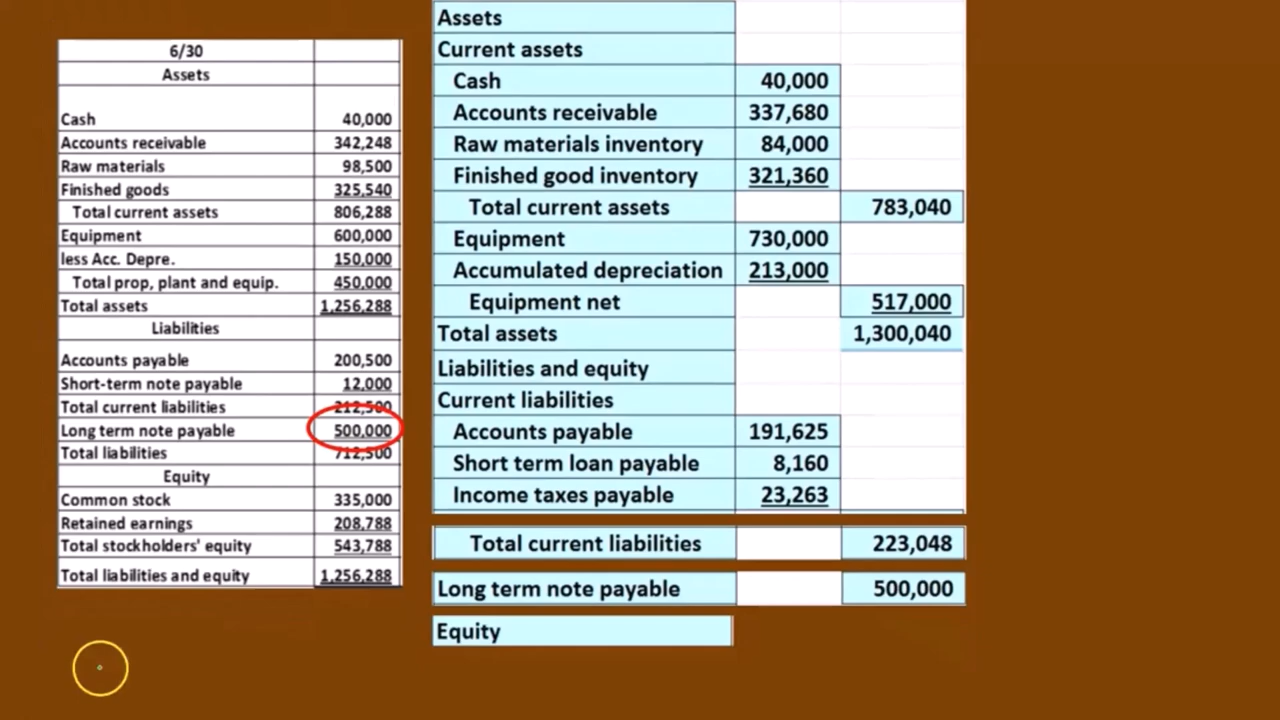 6/30
Assets
Cash 40,000
Accounts receivable 342,248
Raw materials 98,500
Finished goods 325,540
Total current assets 806,288
Equipment 600,000
less Acc. Depre. 150,000
Total prop, plant and equip. 450,000
Total assets 1,256,288
Liabilities
Accounts payable 200,500
Short-term note payable 12,000
Total current liabilities 212,500
Long term note payable 500,000
Total liabilities 712,500
Equity
Common stock 335,000
Retained earnings 208,788
Total stockholders' equity 543,788
Total liabilities and equity 1,256,288
Assets
Current assets
Cash 40,000
Accounts receivable 337,680
Raw materials inventory 84,000
Finished good inventory 321,360
Total current assets 783,040
Equipment 730,000
Accumulated depreciation 213,000
Equipment net 517,000
Total assets 1,300,040
Liabilities and equity
Current liabilities
Accounts payable 191,625
Short term loan payable 8,160
Income taxes payable 23,263
Total current liabilities 223,048
Long term note payable 500,000
Equity